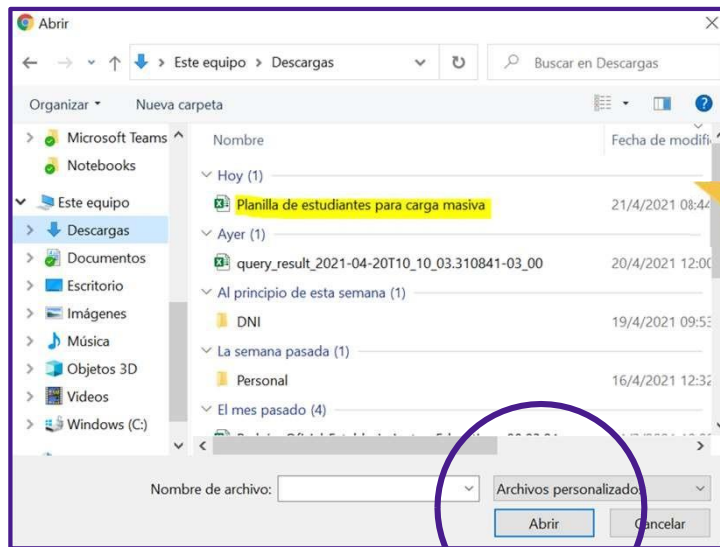 Abrir
Este equipo > Descargas
Buscar en Descargas
Organizar
Nueva carpeta
Microsoft Teams
Notebooks
Este equipo
Descargas
Documentos
Escritorio
Imágenes
Música
Objetos 3D
Videos
Windows (C:)
Nombre
Fecha de modifi
Hoy (1)
Planilla de estudiantes para carga masiva
21/4/2021 08:44
Ayer (1)
query_result_2021-04-20T10_10_03.310841-03_00
20/4/2021 12:00
Al principio de esta semana (1)
DNI
19/4/2021 09:53
La semana pasada (1)
Personal
16/4/2021 12:32
El mes pasado (4)
Nombre de archivo:
Archivos personalizado
Abrir
Cancelar